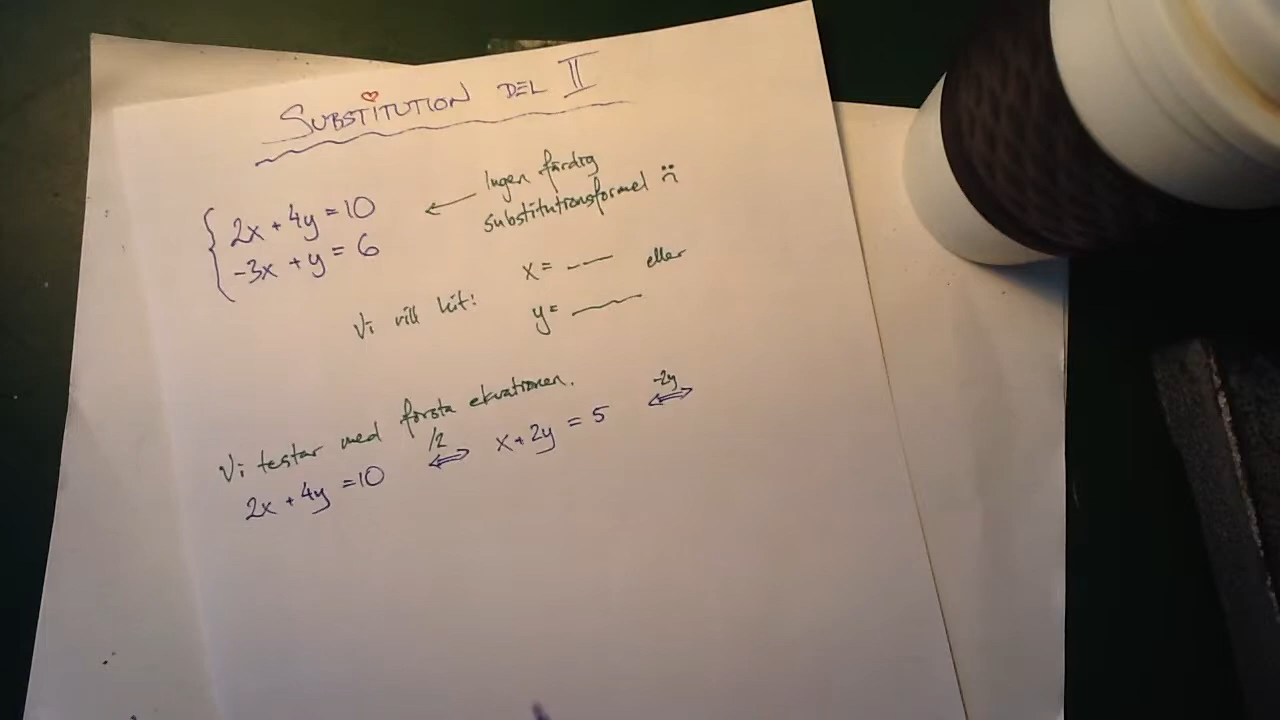 SUBSTITUTION DEL II
2x + 4y = 10
-3x + y = 6
← Ingen färdig
substitutionsformel
Vi vill hit: x = eller
y =
Vi testar med första ekvationen.
2x + 4y = 10 /2 ⇔ x + 2y = 5 -2y ⇔